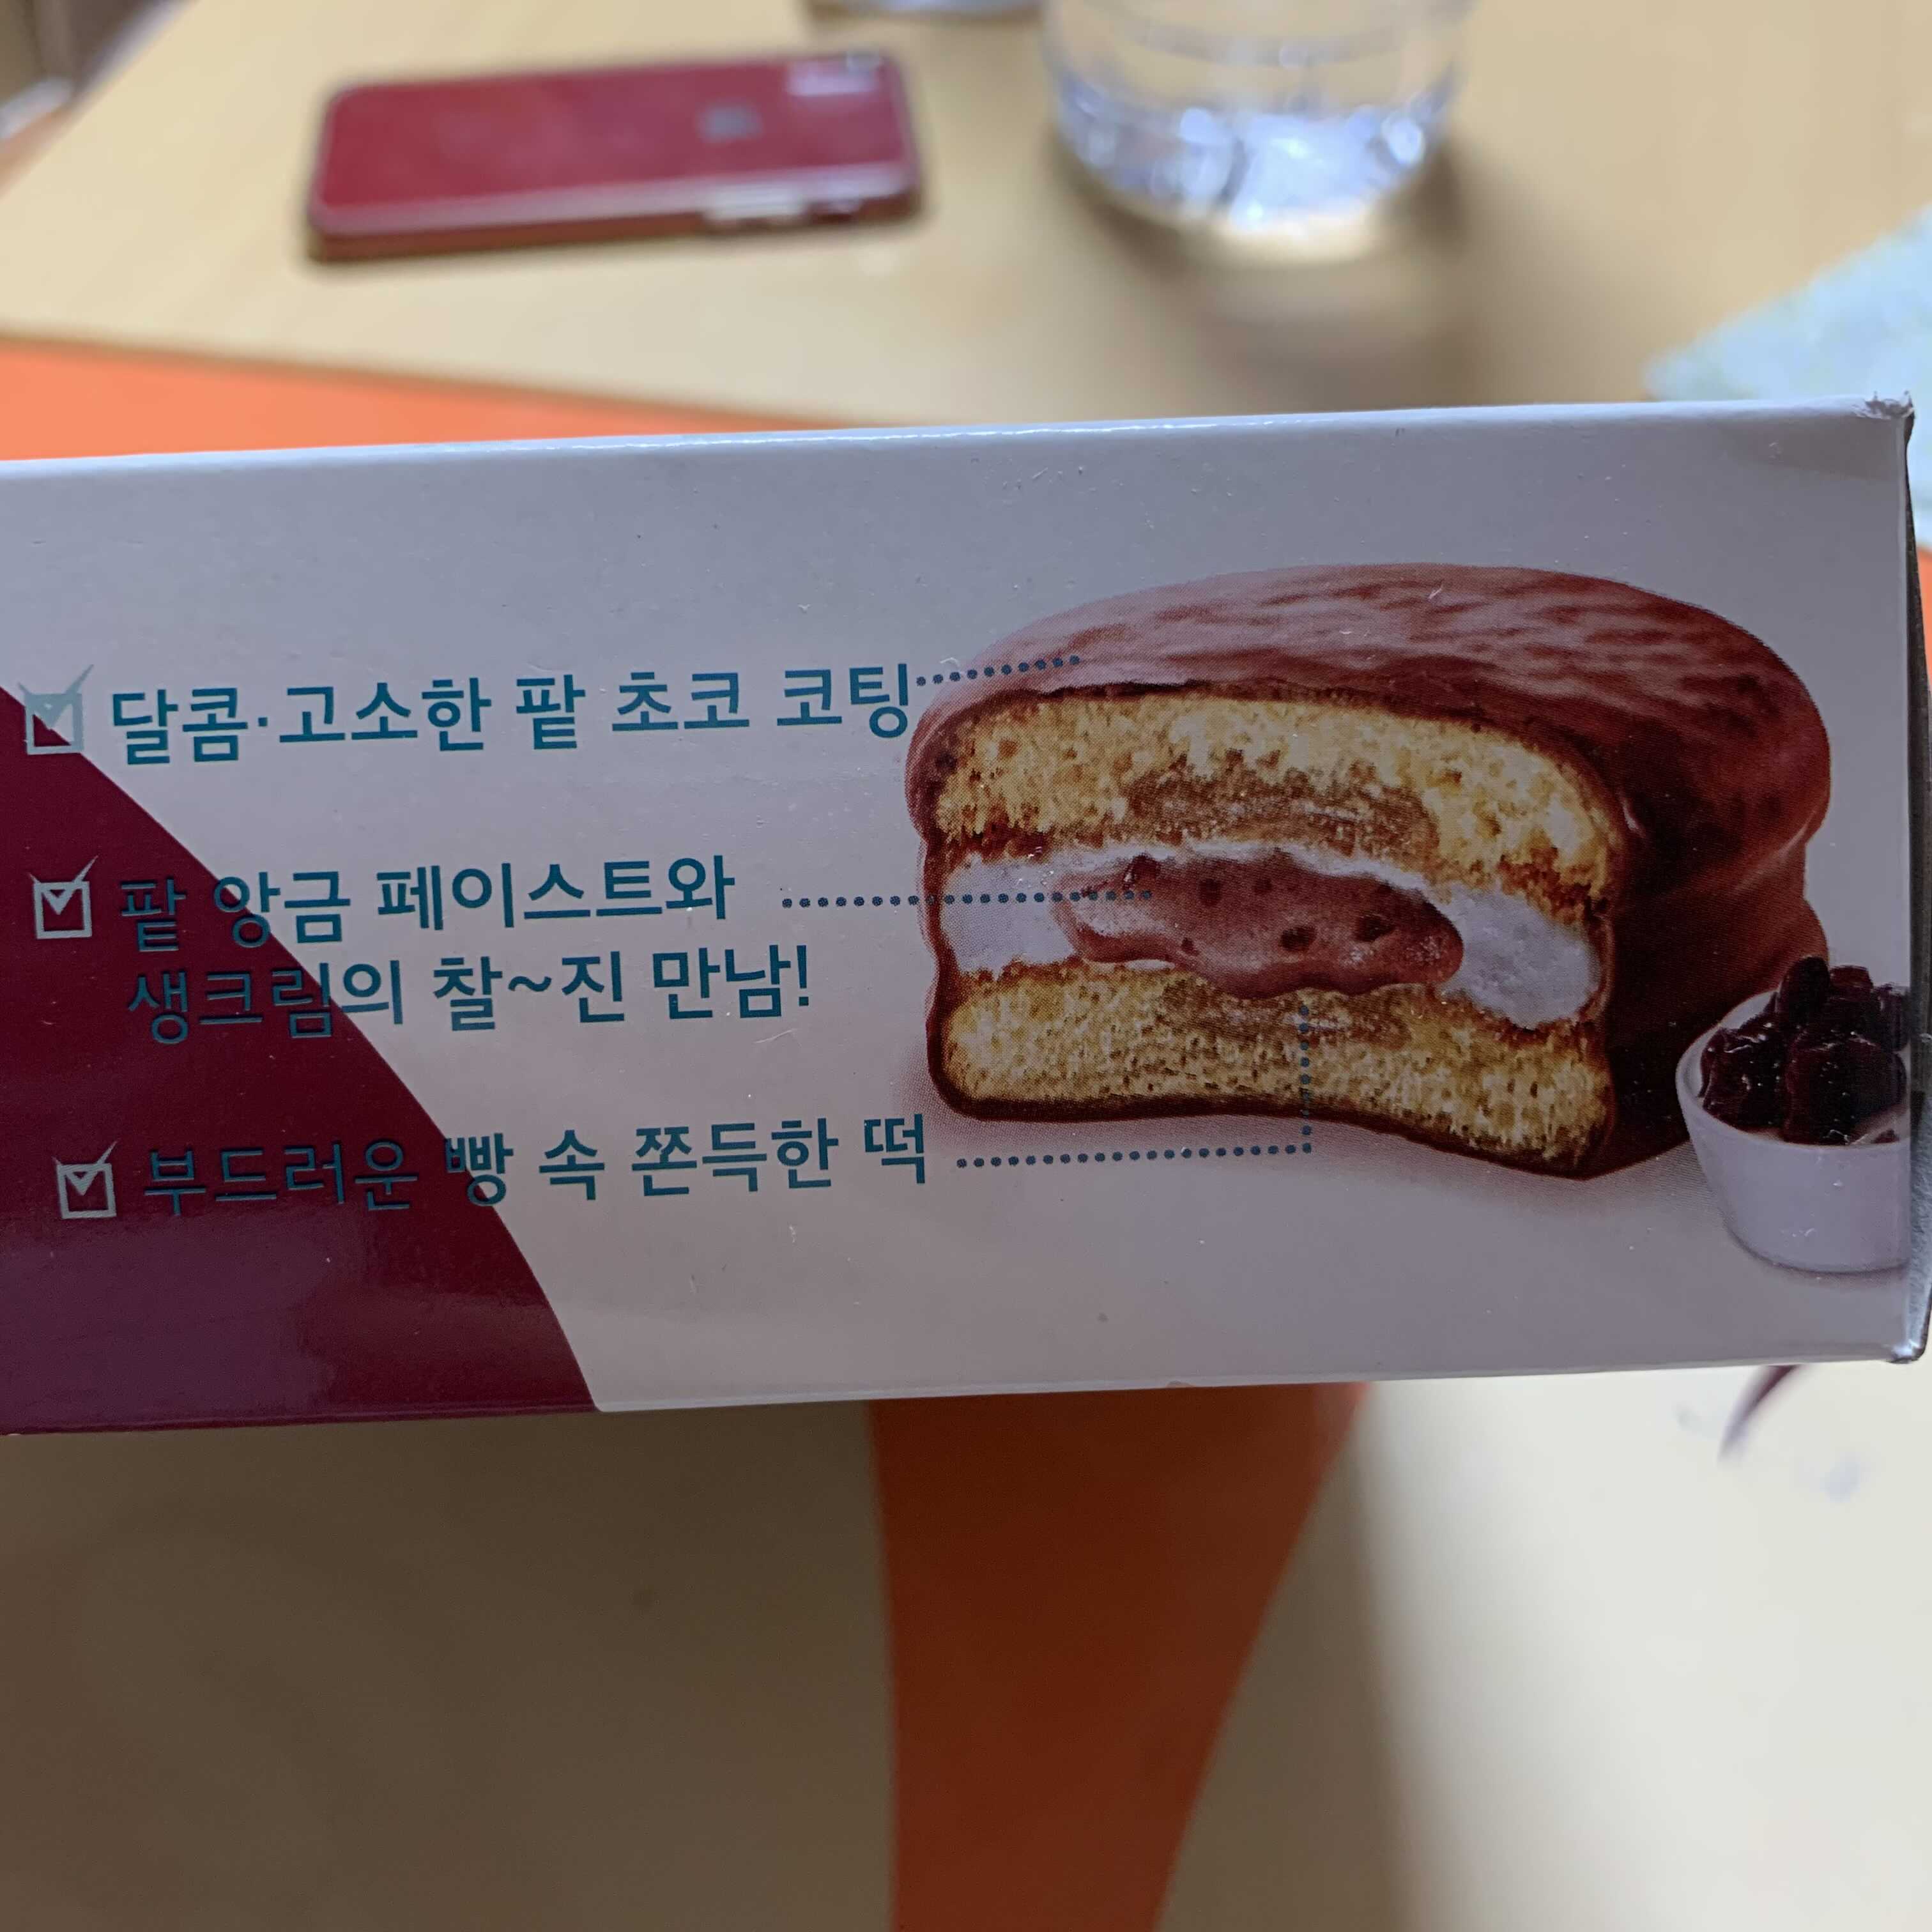 달콤·고소한 팥 초코 코팅
팥 앙금 페이스트와
생크림의 찰~진 만남!
부드러운 빵 속 쫀득한 떡